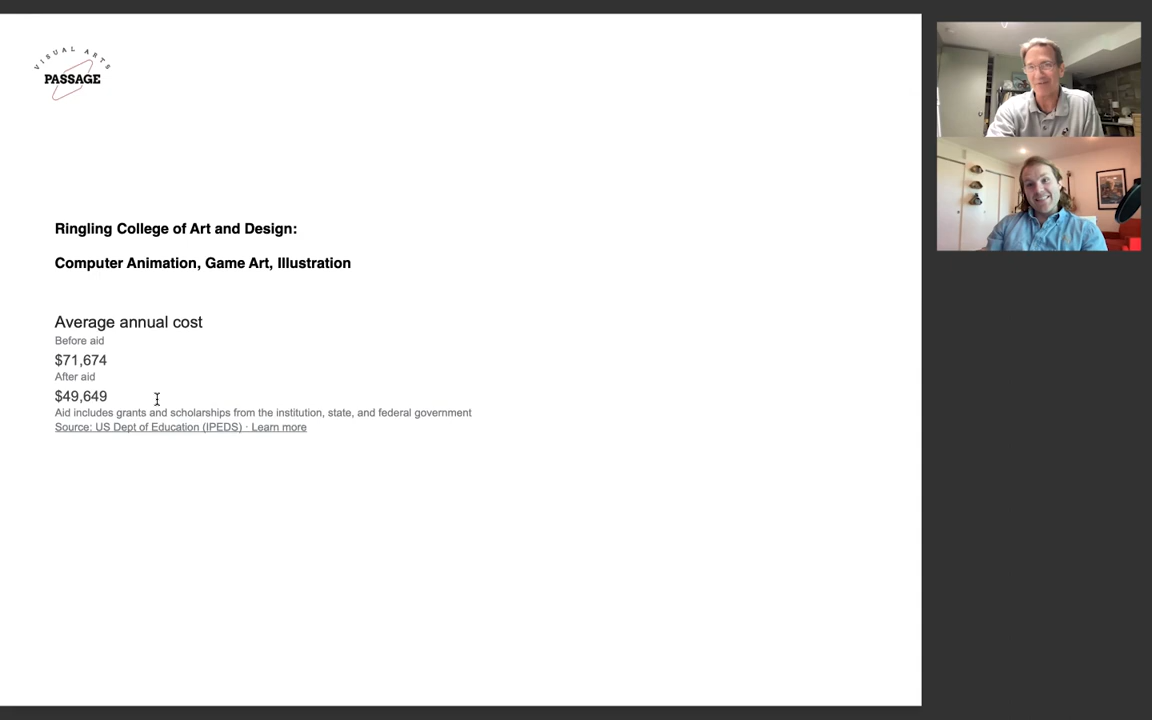 VISUAL ARTS
PASSAGE
Ringling College of Art and Design:
Computer Animation, Game Art, Illustration
Average annual cost
Before aid
$71,674
After aid
$49,649
Aid includes grants and scholarships from the institution, state, and federal government
Source: US Dept of Education (IPEDS) · Learn more